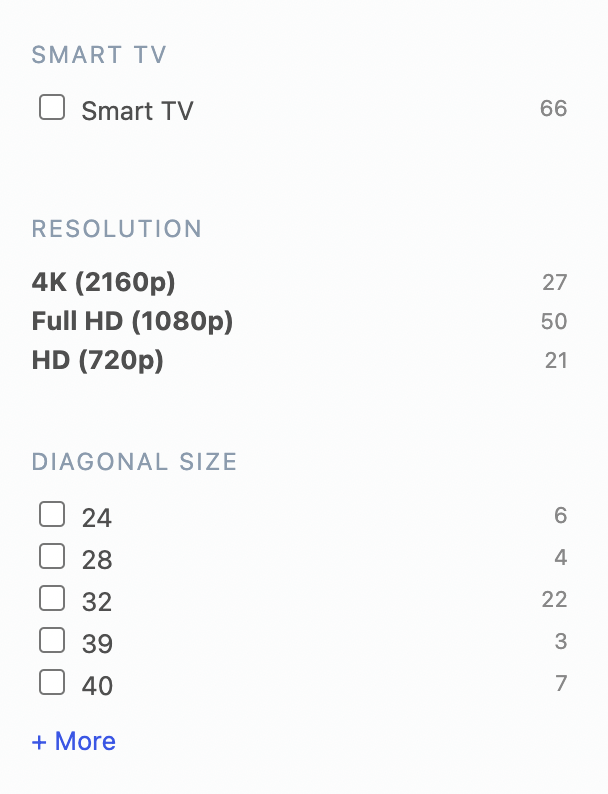 SMART TV
Smart TV 66
RESOLUTION
4K (2160p) 27
Full HD (1080p) 50
HD (720p) 21
DIAGONAL SIZE
24 6
28 4
32 22
39 3
40 7
+ More